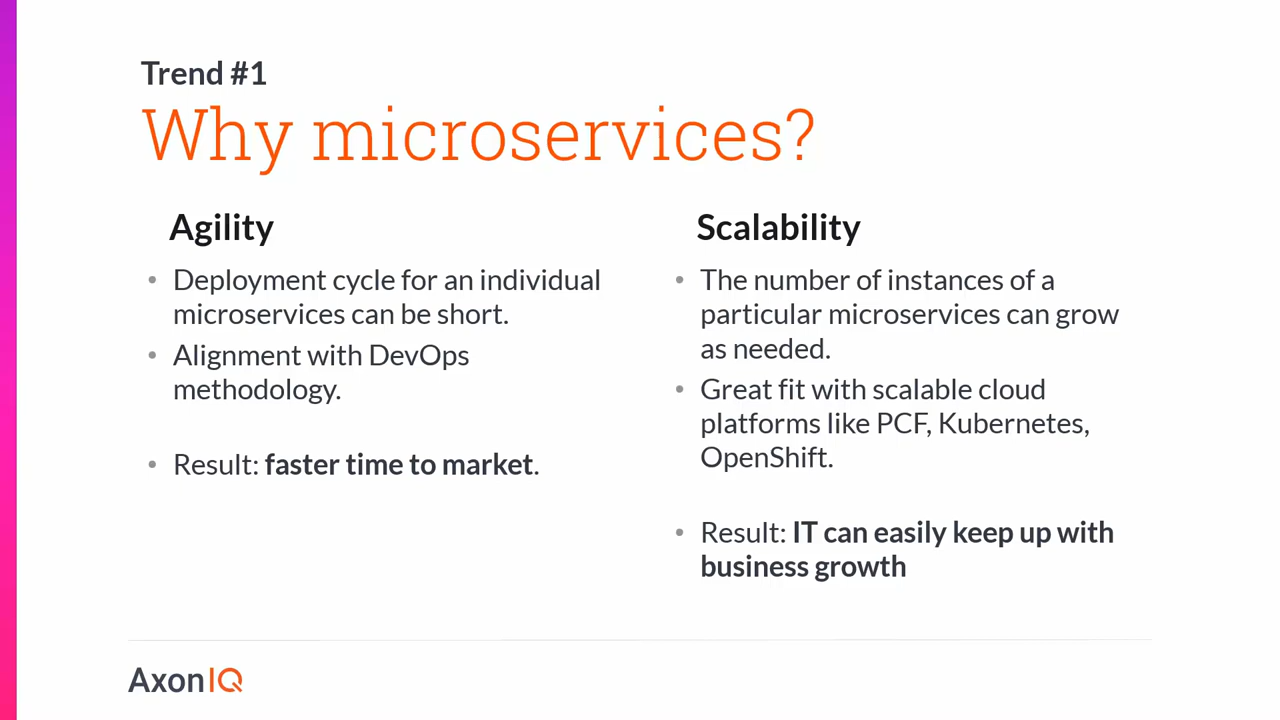 Trend #1
Why microservices?
Agility
• Deployment cycle for an individual
microservices can be short.
• Alignment with DevOps
methodology.
• Result: faster time to market.
Scalability
• The number of instances of a
particular microservices can grow
as needed.
• Great fit with scalable cloud
platforms like PCF, Kubernetes,
OpenShift.
• Result: IT can easily keep up with
business growth
AxonIQ